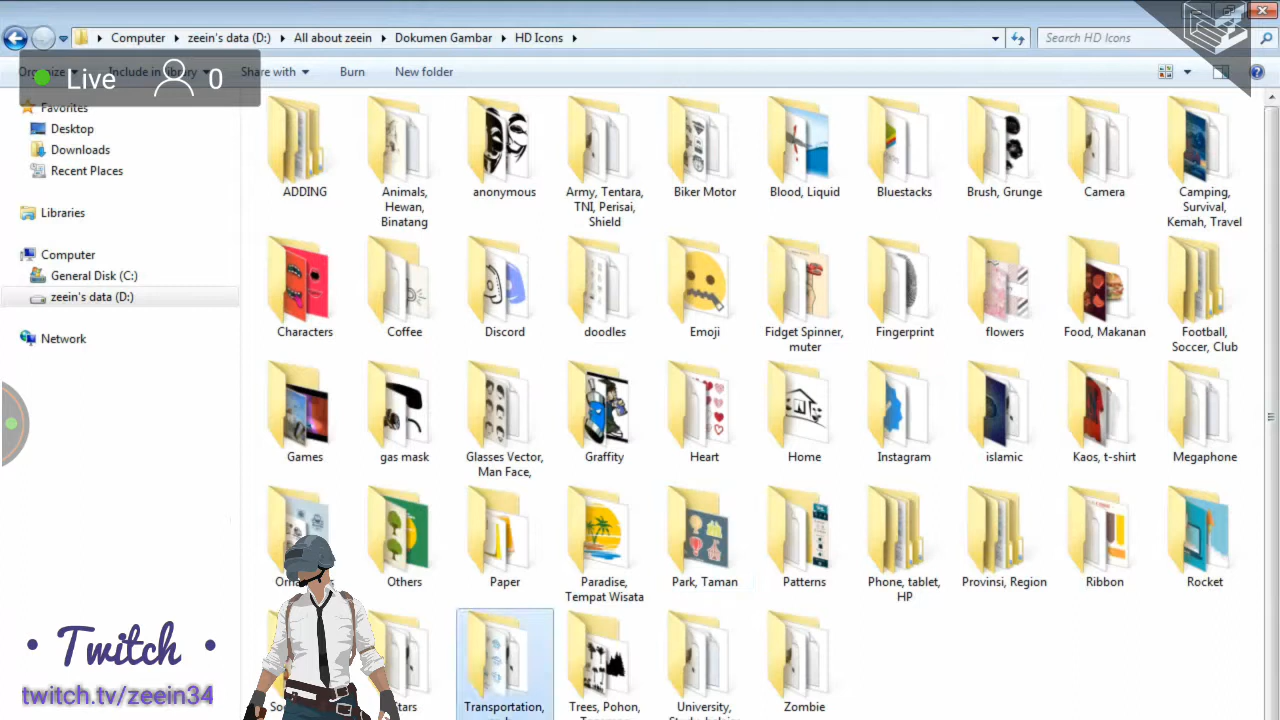 Computer
zeein's data (D:)
All about zeein
Dokumen Gambar
HD Icons
Search HD Icons
Organize
Include in library
Share with
Burn
New folder
Live
0
Favorites
Desktop
Downloads
Recent Places
Libraries
Computer
General Disk (C:)
zeein's data (D:)
Network
ADDING
Animals,
Hewan,
Binatang
anonymous
Army, Tentara,
TNI, Perisai,
Shield
Biker Motor
Blood, Liquid
Bluestacks
Brush, Grunge
Camera
Camping,
Survival,
Kemah, Travel
Characters
Coffee
Discord
doodles
Emoji
Fidget Spinner,
muter
Fingerprint
flowers
Food, Makanan
Football,
Soccer, Club
Games
gas mask
Glasses Vector,
Man Face,
Graffity
Heart
Home
Instagram
islamic
Kaos, t-shirt
Megaphone
Others
Paper
Paradise,
Tempat Wisata
Park, Taman
Patterns
Phone, tablet,
HP
Provinsi, Region
Ribbon
Rocket
Transportation,
Trees, Pohon,
University,
Zombie
• Twitch •
twitch.tv/zeein34